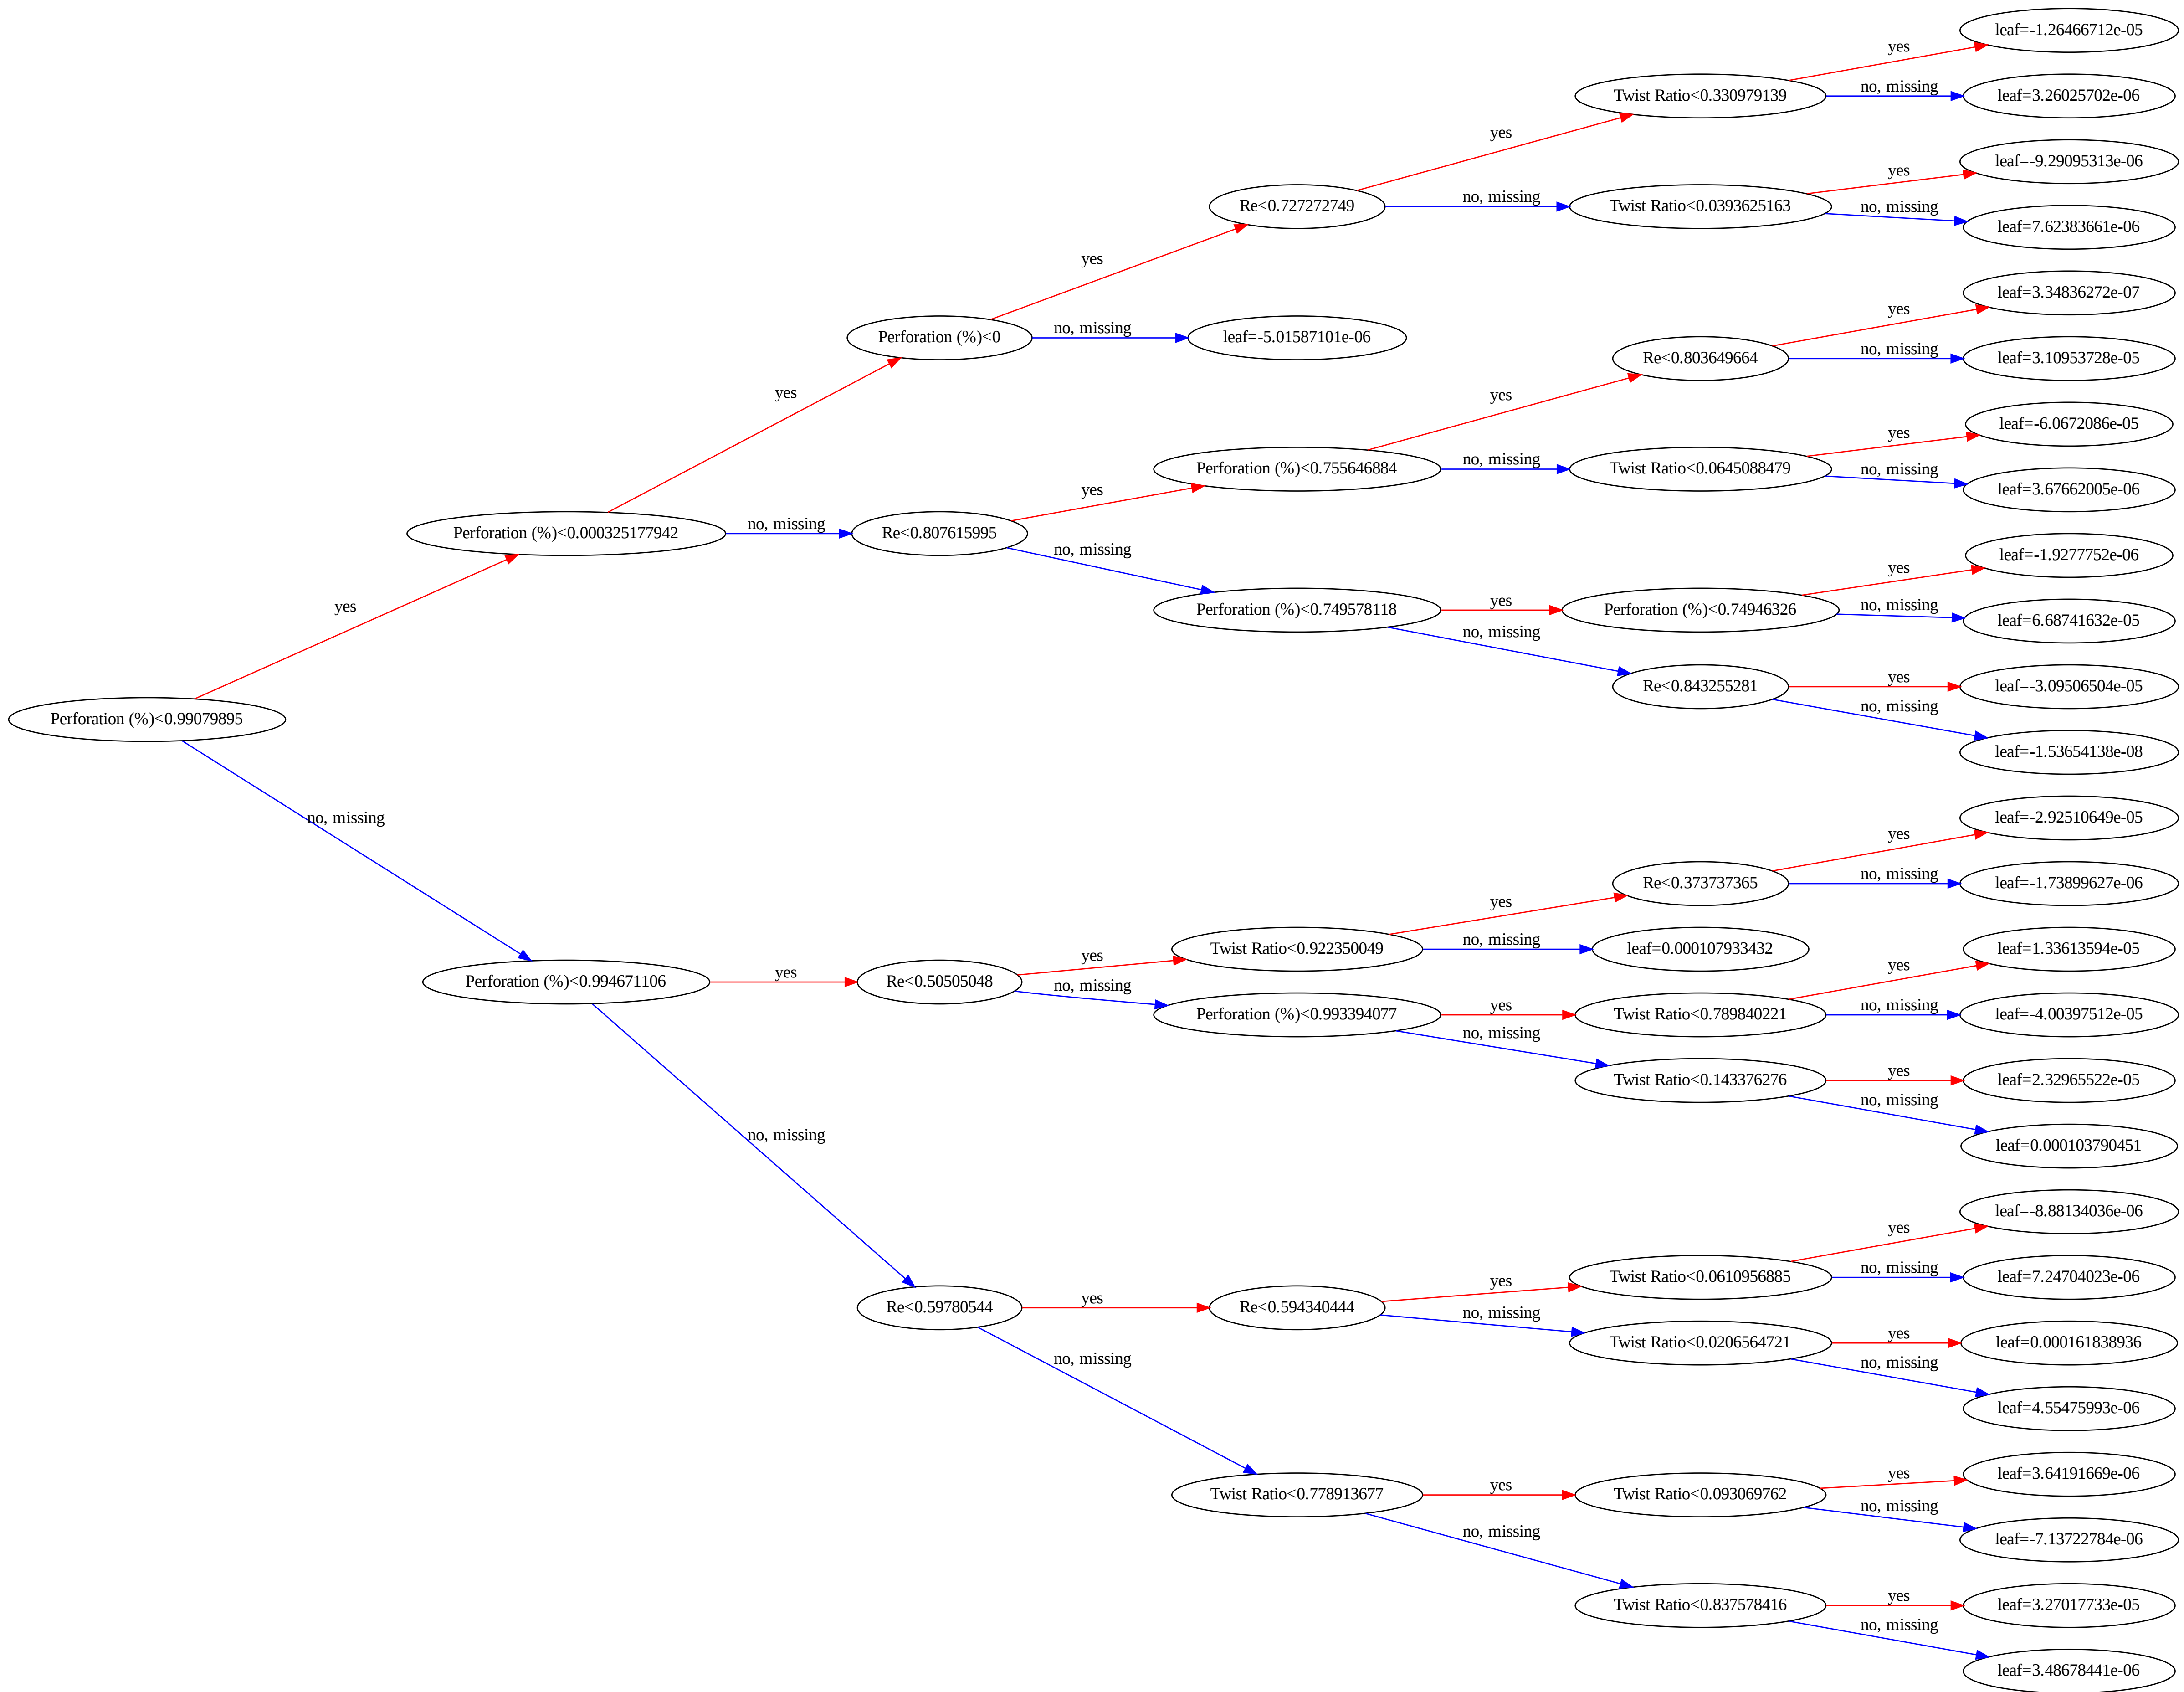 leaf=-1.26466712e-05
yes
Twist Ratio<0.330979139
no, missing
leaf=3.26025702e-06
yes
leaf=-9.29095313e-06
yes
Re<0.727272749
no, missing
Twist Ratio<0.0393625163
no, missing
leaf=7.62383661e-06
yes
leaf=3.34836272e-07
yes
Perforation (%)<0
no, missing
leaf=-5.01587101e-06
Re<0.803649664
no, missing
leaf=3.10953728e-05
yes
yes
leaf=-6.0672086e-05
yes
Perforation (%)<0.755646884
no, missing
Twist Ratio<0.0645088479
no, missing
leaf=3.67662005e-06
yes
Perforation (%)<0.000325177942
no, missing
Re<0.807615995
no, missing
leaf=-1.9277752e-06
yes
Perforation (%)<0.749578118
yes
Perforation (%)<0.74946326
no, missing
leaf=6.68741632e-05
yes
no, missing
Re<0.843255281
yes
leaf=-3.09506504e-05
no, missing
Perforation (%)<0.99079895
leaf=-1.53654138e-08
no, missing
leaf=-2.92510649e-05
yes
Re<0.373737365
no, missing
leaf=-1.73899627e-06
yes
Twist Ratio<0.922350049
no, missing
leaf=0.000107933432
leaf=1.33613594e-05
yes
yes
Perforation (%)<0.994671106
yes
Re<0.50505048
no, missing
Perforation (%)<0.993394077
yes
Twist Ratio<0.789840221
no, missing
leaf=-4.00397512e-05
no, missing
Twist Ratio<0.143376276
yes
leaf=2.32965522e-05
no, missing
no, missing
leaf=0.000103790451
leaf=-8.88134036e-06
yes
Twist Ratio<0.0610956885
no, missing
leaf=7.24704023e-06
yes
Re<0.59780544
yes
Re<0.594340444
no, missing
Twist Ratio<0.0206564721
yes
leaf=0.000161838936
no, missing
no, missing
leaf=4.55475993e-06
yes
leaf=3.64191669e-06
Twist Ratio<0.778913677
yes
Twist Ratio<0.093069762
no, missing
leaf=-7.13722784e-06
no, missing
Twist Ratio<0.837578416
yes
leaf=3.27017733e-05
no, missing
leaf=3.48678441e-06